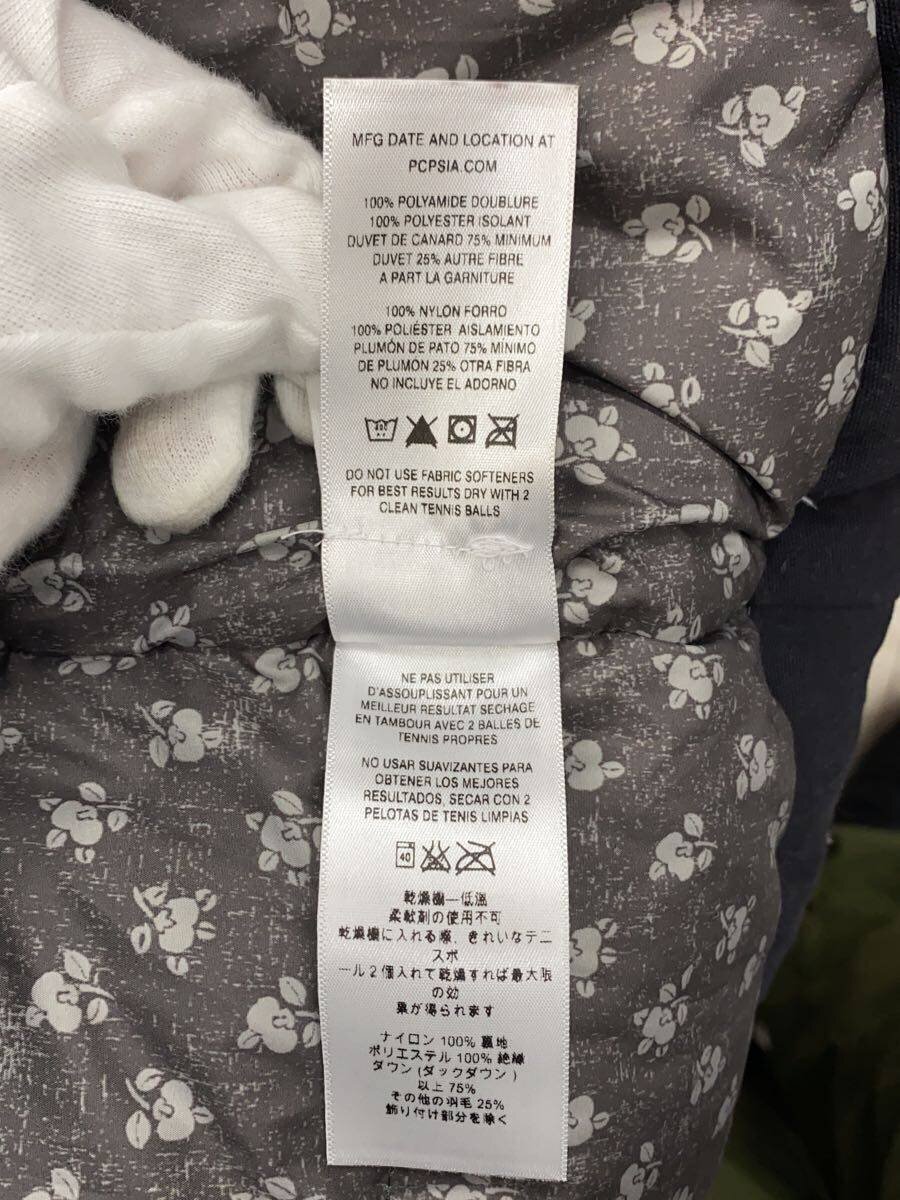 MFG DATE AND LOCATION AT
PCPSIA.COM
100% POLYAMIDE DOUBLURE
100% POLYESTER ISOLANT
DUVET DE CANARD 75% MINIMUM
DUVET 25% AUTRE FIBRE
A PART LA GARNITURE
100% NYLON FORRO
100% POLIÉSTER AISLAMIENTO
PLUMÓN DE PATO 75% MÍNIMO
DE PLUMON 25% OTRA FIBRA
NO INCLUYE EL ADORNO
DO NOT USE FABRIC SOFTENERS
FOR BEST RESULTS DRY WITH 2
CLEAN TENNIS BALLS
NE PAS UTILISER
D'ASSOUPLISSANT POUR UN
MEILLEUR RESULTAT SECHAGE
EN TAMBOUR AVEC 2 BALLES DE
TENNIS PROPRES
NO USAR SUAVIZANTES PARA
OBTENER LOS MEJORES
RESULTADOS, SECAR CON 2
PELOTAS DE TENIS LIMPIAS
40
乾燥機—低温
柔軟剤の使用不可
乾燥機に入れる際、きれいなテニ
スボ
ール2個入れて乾燥すれば最大限
の効
果が得られます
ナイロン 100% 裏地
ポリエステル 100% 絶縁
ダウン (ダックダウン)
以上 75%
その他の羽毛 25%
飾り付け部分を除く